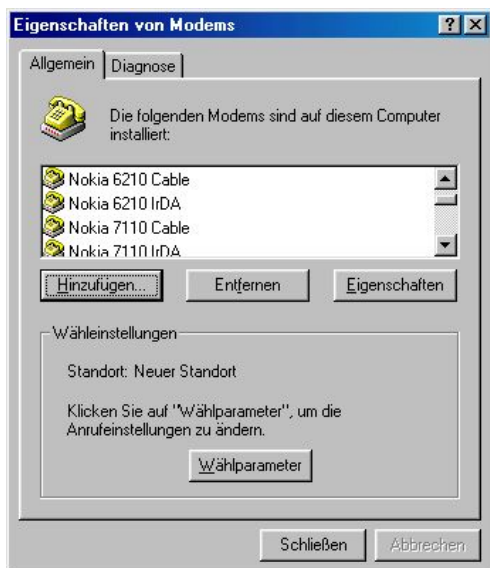 Eigenschaften von Modems
Allgemein
Diagnose
Die folgenden Modems sind auf diesem Computer
installiert:
Nokia 6210 Cable
Nokia 6210 IrDA
Nokia 7110 Cable
Nokia 7110 IrDA
Hinzufügen...
Entfernen
Eigenschaften
Wähleinstellungen
Standort: Neuer Standort
Klicken Sie auf "Wählparameter", um die
Anrufeinstellungen zu ändern.
Wählparameter
Schließen
Abbrechen